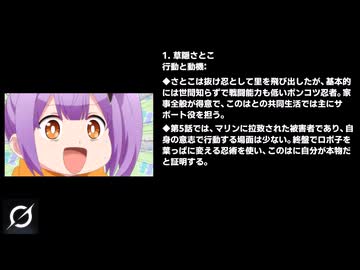 1. 草隠さとこ
行動と動機:
◆さとこは抜け忍として里を飛び出したが、基本的
には世間知らずで戦闘能力も低いポンコツ忍者。家
事全般が得意で、このはとの共同生活では主にサ
ポート役を担う。
◆第5話では、マリンに拉致された被害者であり、自
身の意志で行動する場面は少ない。終盤でロボ子を
葉っぱに変える忍術を使い、このはに自分が本物だ
と証明する。